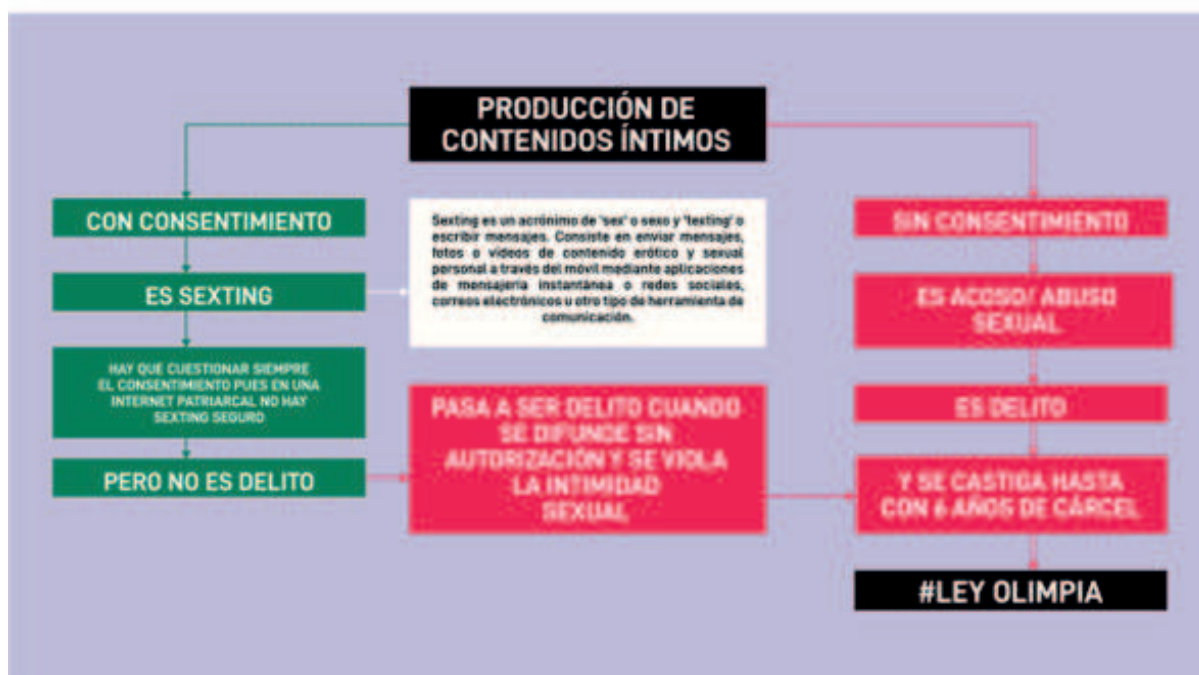 PRODUCCIÓN DE
CONTENIDOS ÍNTIMOS
CON CONSENTIMIENTO
ES SEXTING
HAY QUE CUESTIONAR SIEMPRE
EL CONSENTIMIENTO PUES EN UNA
INTERNET PATRIARCAL NO HAY
SEXTING SEGURO
PERO NO ES DELITO
Sexting es un acrónimo de 'sex' o sexo y 'texting' o
escribir mensajes. Consiste en enviar mensajes,
fotos o vídeos de contenido erótico y sexual
personal a través del móvil mediante aplicaciones
de mensajería instantánea o redes sociales,
correos electrónicos u otro tipo de herramienta de
comunicación.
PASA A SER DELITO CUANDO
SE DIFUNDE SIN
AUTORIZACIÓN Y SE VIOLA
LA INTIMIDAD
SEXUAL
SIN CONSENTIMIENTO
ES ACOSO/ ABUSO
SEXUAL
ES DELITO
Y SE CASTIGA HASTA
CON 6 AÑOS DE CÁRCEL
#LEY OLIMPIA